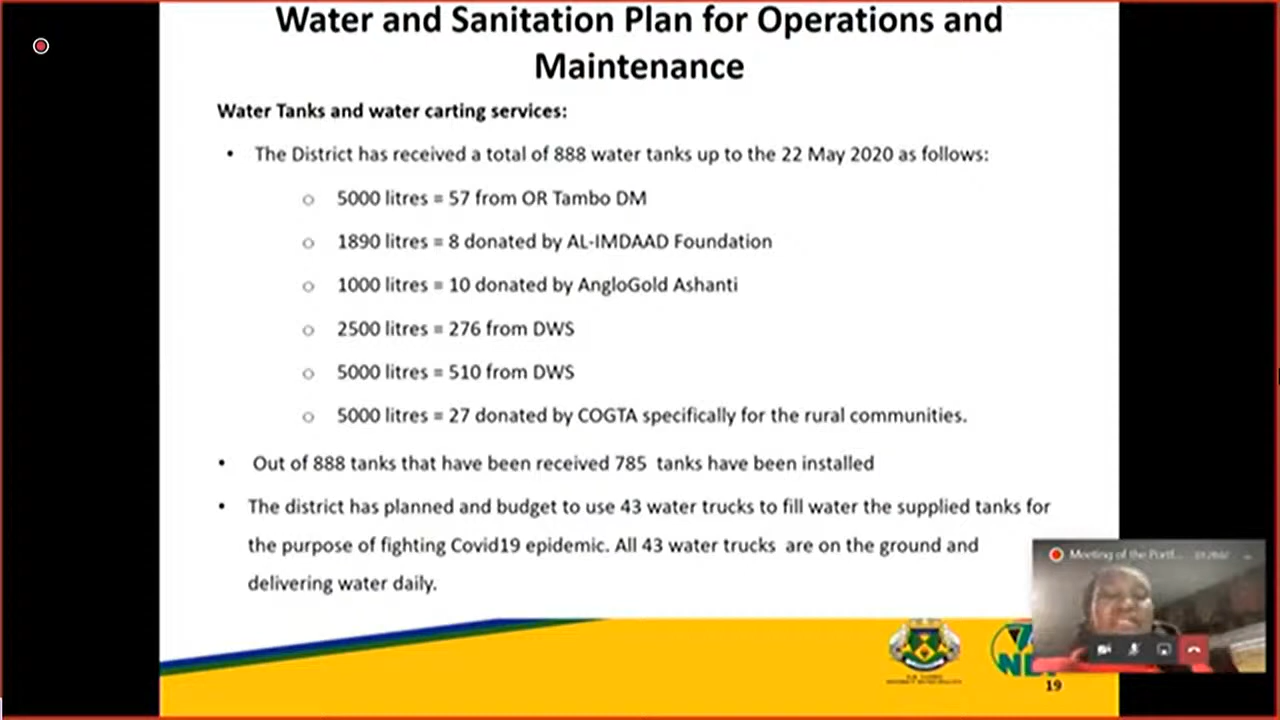 Water and Sanitation Plan for Operations and
Maintenance
Water Tanks and water carting services:
• The District has received a total of 888 water tanks up to the 22 May 2020 as follows:
o 5000 litres = 57 from OR Tambo DM
o 1890 litres = 8 donated by AL-IMDAAD Foundation
o 1000 litres = 10 donated by AngloGold Ashanti
o 2500 litres = 276 from DWS
o 5000 litres = 510 from DWS
o 5000 litres = 27 donated by COGTA specifically for the rural communities.
• Out of 888 tanks that have been received 785 tanks have been installed
• The district has planned and budget to use 43 water trucks to fill water the supplied tanks for
the purpose of fighting Covid19 epidemic. All 43 water trucks are on the ground and
delivering water daily.
Meeting of the Portf...
19